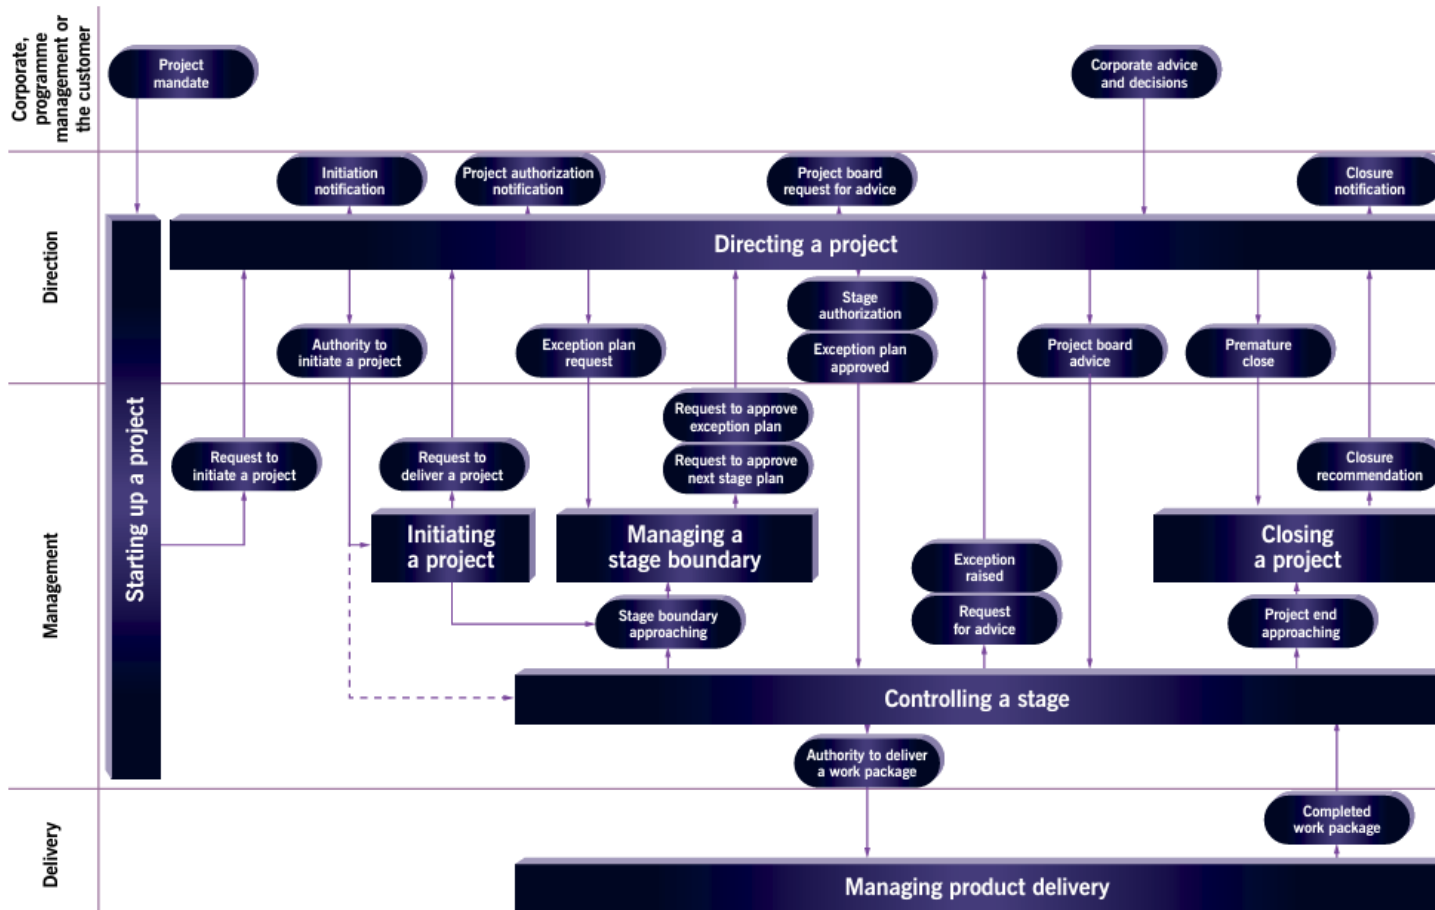 Corporate,
programme
management or
the customer
Project
mandate
Corporate advice
and decisions
Initiation
notification
Project authorization
notification
Project board
request for advice
Closure
notification
Direction
Directing a project
Stage
authorization
Authority to
initiate a project
Exception plan
request
Exception plan
approved
Project board
advice
Premature
close
Starting up a project
Management
Request to approve
exception plan
Request to
initiate a project
Request to
deliver a project
Request to approve
next stage plan
Closure
recommendation
Initiating
a project
Managing a
stage boundary
Closing
a project
Exception
raised
Stage boundary
approaching
Request
for advice
Project end
approaching
Controlling a stage
Authority to deliver
a work package
Delivery
Completed
work package
Managing product delivery